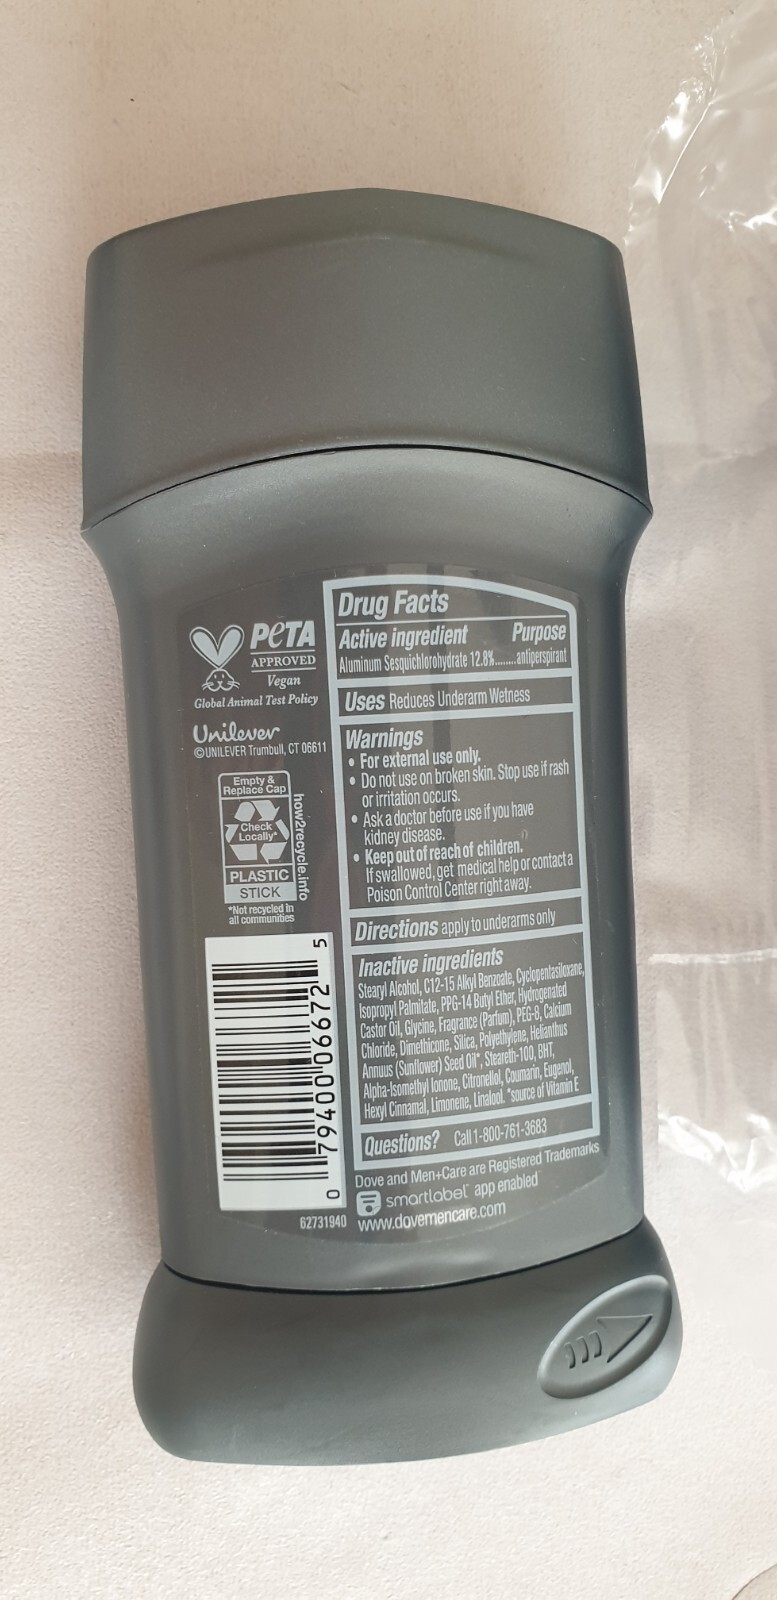 PeTA
APPROVED
Vegan
Global Animal Test Policy
Unilever
©UNILEVER Trumbull, CT 06611
Empty &
Replace Cap
Check
Locally*
PLASTIC
STICK
how2recycle.info
*Not recycled in
all communities
0 79400 06672 5
62731940
Drug Facts
Active ingredient Purpose
Aluminum Sesquichlorohydrate 12.8%.........antiperspirant
Uses Reduces Underarm Wetness
Warnings
• For external use only.
• Do not use on broken skin. Stop use if rash
or irritation occurs.
• Ask a doctor before use if you have
kidney disease.
• Keep out of reach of children.
If swallowed, get medical help or contact a
Poison Control Center right away.
Directions apply to underarms only
Inactive ingredients
Stearyl Alcohol, C12-15 Alkyl Benzoate, Cyclopentasiloxane,
Isopropyl Palmitate, PPG-14 Butyl Ether, Hydrogenated
Castor Oil, Glycine, Fragrance (Parfum), PEG-8, Calcium
Chloride, Dimethicone, Silica, Polyethylene, Helianthus
Annuus (Sunflower) Seed Oil*, Steareth-100, BHT,
Alpha-Isomethyl Ionone, Citronellol, Coumarin, Eugenol,
Hexyl Cinnamal, Limonene, Linalool. *source of Vitamin E
Questions? Call 1-800-761-3683
Dove and Men+Care are Registered Trademarks
smartlabel™ app enabled
www.dovemencare.com